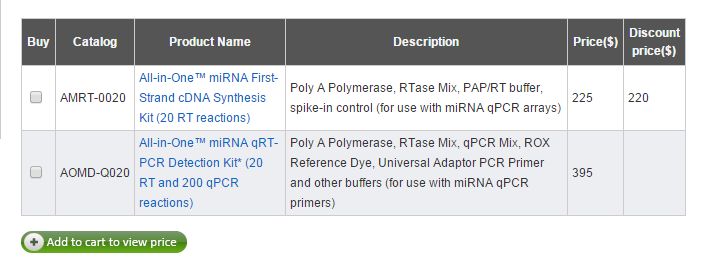 Buy Catalog Product Name Description Price($) Discount
price($)
AMRT-0020
All-in-One™ miRNA First-
Strand cDNA Synthesis
Kit (20 RT reactions)
Poly A Polymerase, RTase Mix, PAP/RT buffer,
spike-in control (for use with miRNA qPCR arrays)
225
220
AOMD-Q020
All-in-One™ miRNA qRT-
PCR Detection Kit* (20
RT and 200 qPCR
reactions)
Poly A Polymerase, RTase Mix, qPCR Mix, ROX
Reference Dye, Universal Adaptor PCR Primer
and other buffers (for use with miRNA qPCR
primers)
395
Add to cart to view price